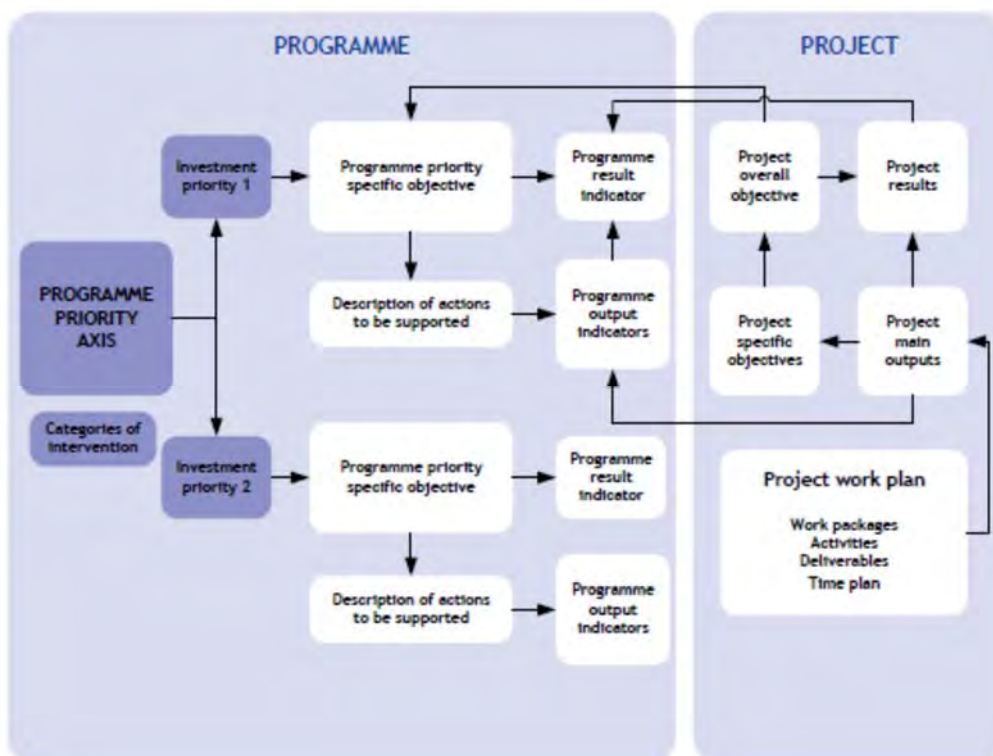 PROGRAMME
PROJECT
Investment
priority 1
Programme priority
specific objective
Programme
result
indicator
Project
overall
objective
Project
results
PROGRAMME
PRIORITY
AXIS
Description of actions
to be supported
Programme
output
indicators
Project
specific
objectives
Project
main
outputs
Categories of
intervention
Investment
priority 2
Programme priority
specific objective
Programme
result
indicator
Project work plan
Work packages
Activities
Deliverables
Time plan
Description of actions
to be supported
Programme
output
indicators